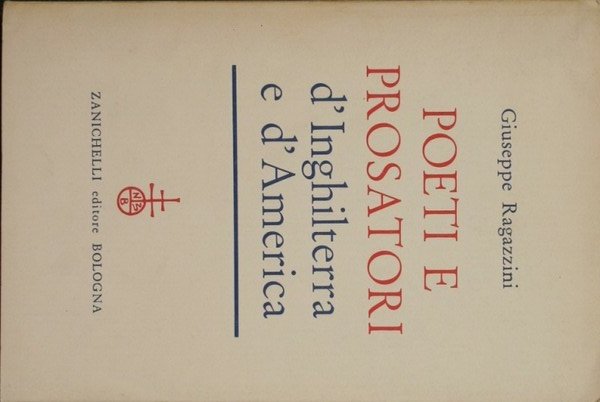 Giuseppe Ragazzini
POETI E
PROSATORI
d'Inghilterra
e d'America
ZANICHELLI editore BOLOGNA